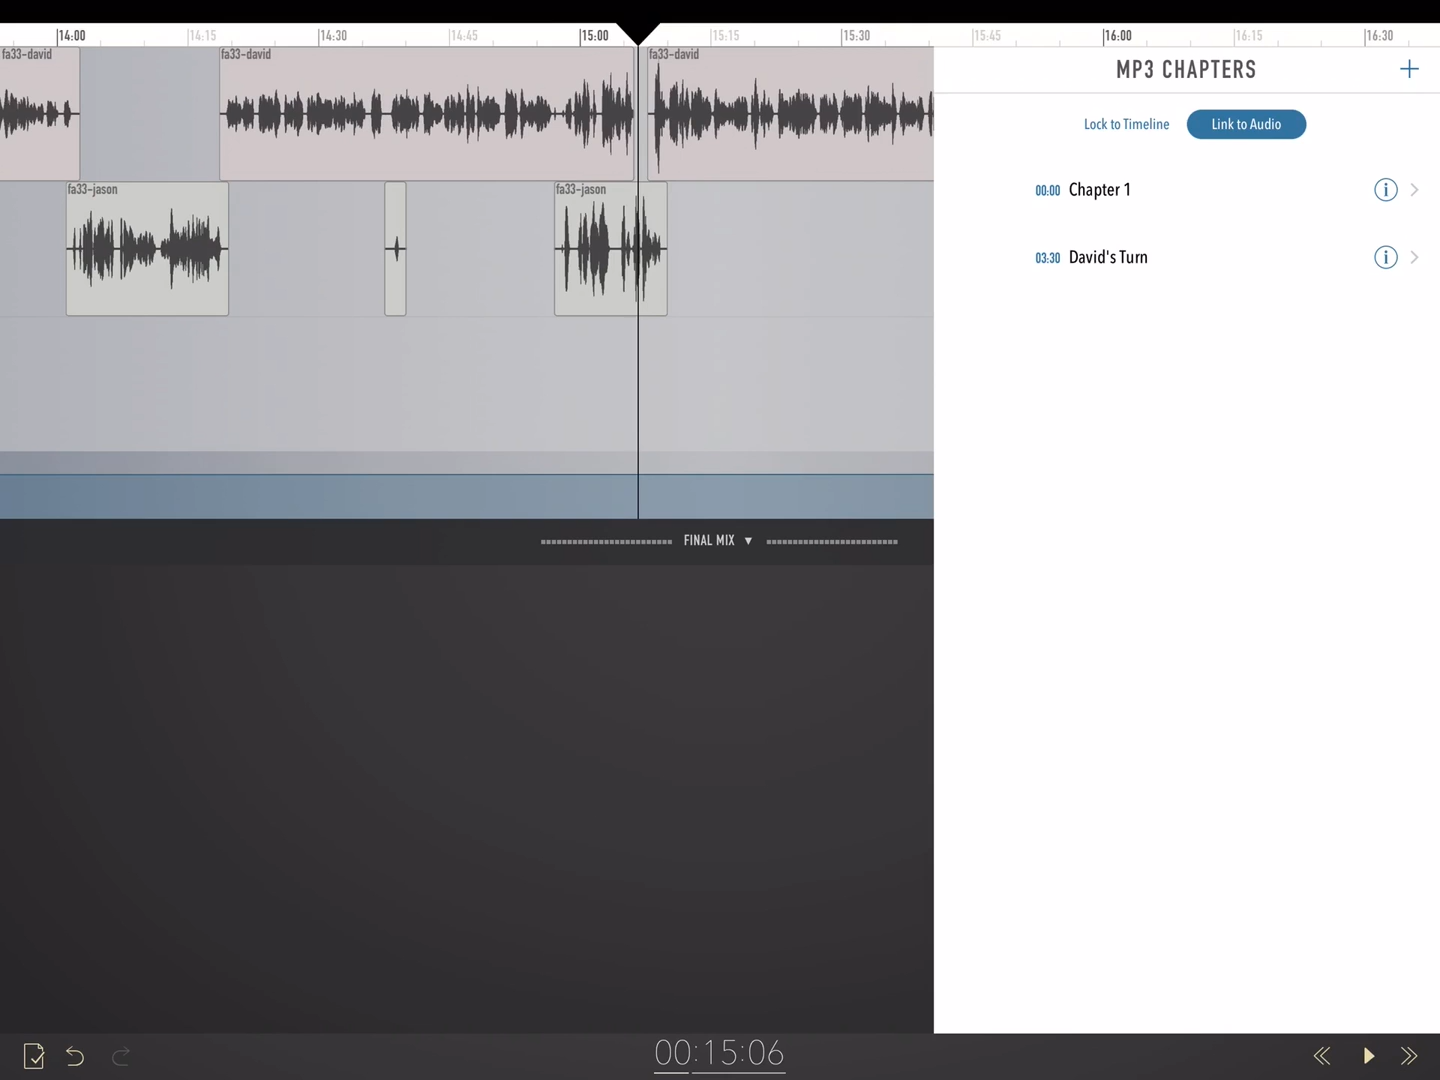 14:00 14:15 14:30 14:45 15:00 15:15 15:30 15:45 16:00 16:15 16:30
fa33-david fa33-david fa33-david
MP3 CHAPTERS
Lock to Timeline Link to Audio
fa33-jason fa33-jason
00:00 Chapter 1
03:30 David's Turn
FINAL MIX
00:15:06